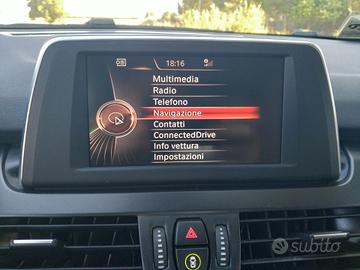 18:16
Multimedia
Radio
Telefono
Navigazione
Contatti
ConnectedDrive
Info vettura
Impostazioni
subito